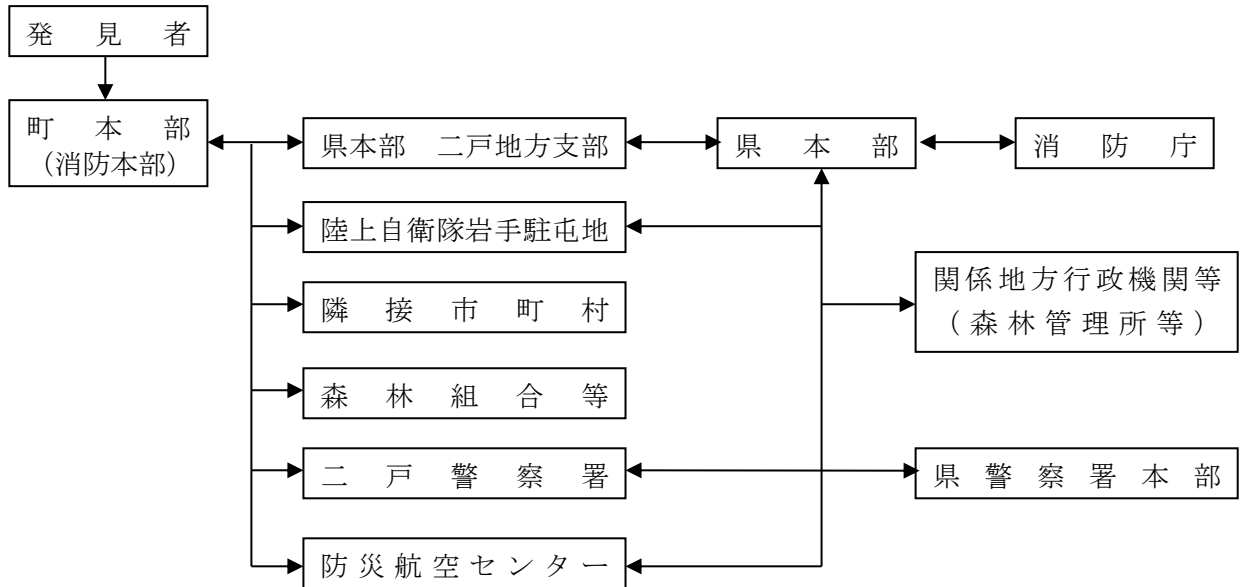 発見者
町本部
（消防本部）
県本部　二戸地方支部
県本部
消防庁
陸上自衛隊岩手駐屯地
隣接市町村
関係地方行政機関等
（森林管理所等）
森林組合等
二戸警察署
県警察署本部
防災航空センター